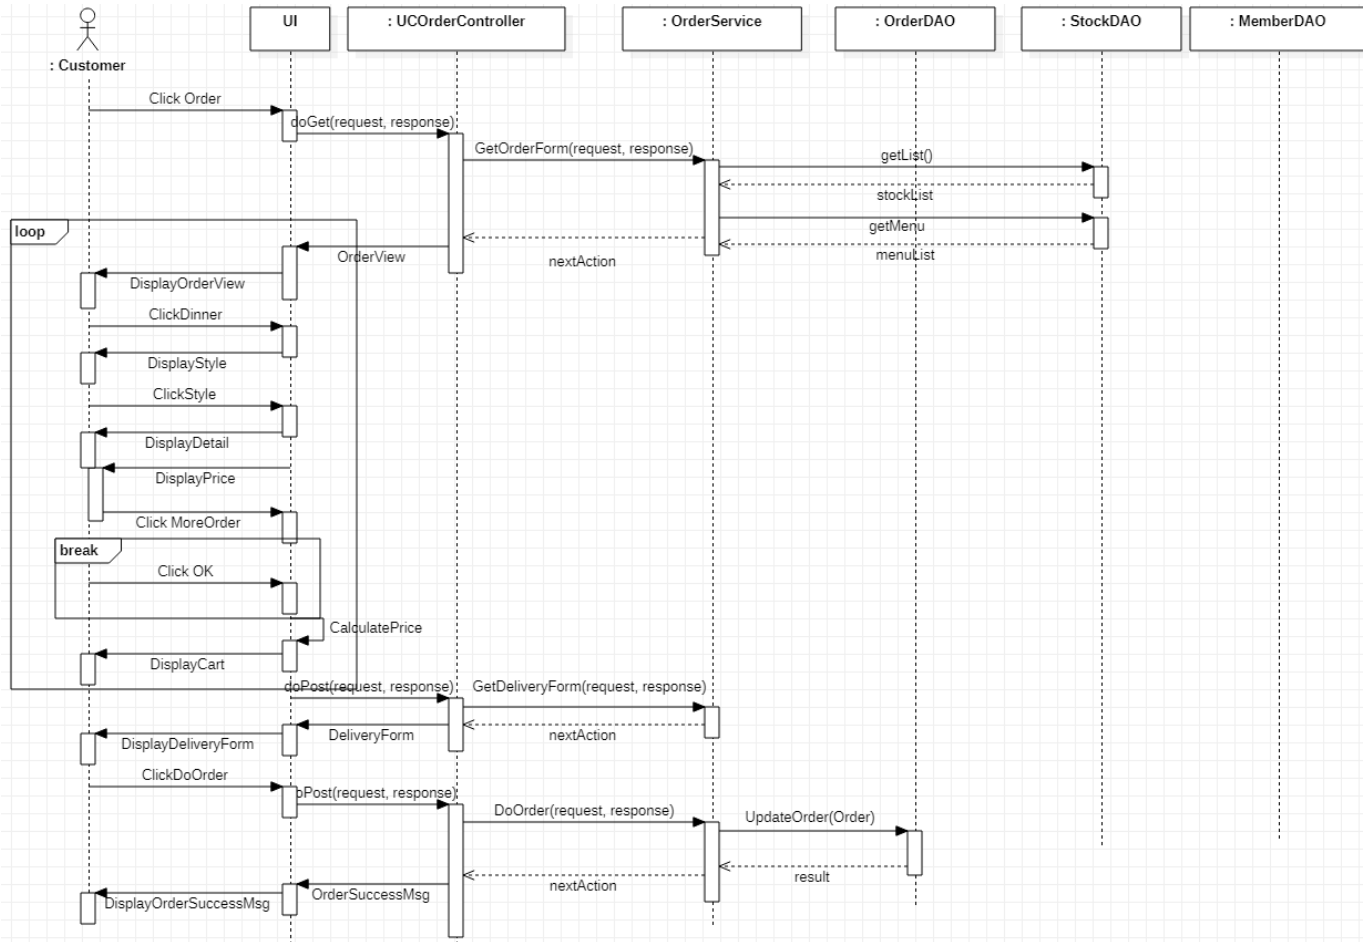 : Customer
UI
: UCOrderController
: OrderService
: OrderDAO
: StockDAO
: MemberDAO
Click Order
doGet(request, response)
GetOrderForm(request, response)
getList()
stockList
getMenu
menuList
nextAction
loop
OrderView
DisplayOrderView
ClickDinner
DisplayStyle
ClickStyle
DisplayDetail
DisplayPrice
Click MoreOrder
break
Click OK
CalculatePrice
DisplayCart
doPost(request, response)
GetDeliveryForm(request, response)
nextAction
DeliveryForm
DisplayDeliveryForm
ClickDoOrder
oPost(request, response)
DoOrder(request, response)
UpdateOrder(Order)
result
nextAction
OrderSuccessMsg
DisplayOrderSuccessMsg